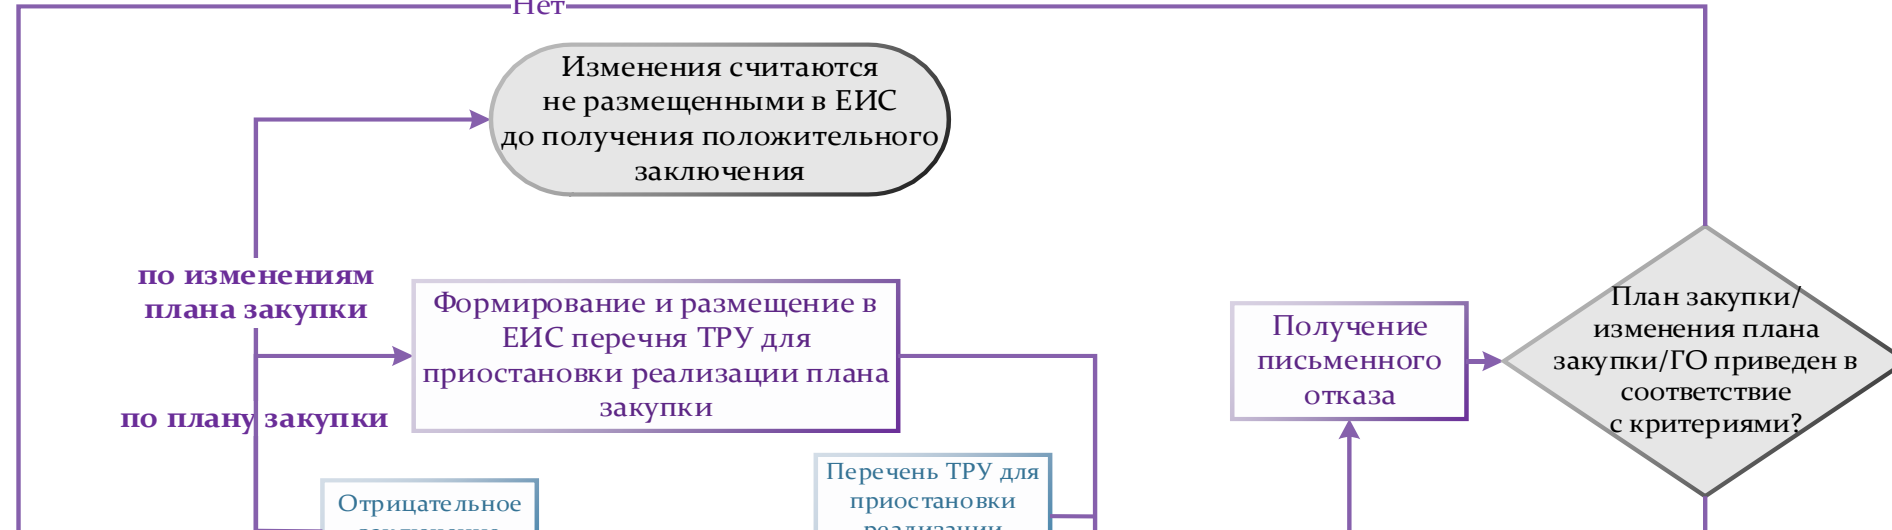 Нет
Изменения считаются
не размещенными в ЕИС
до получения положительного
заключения
по изменениям
плана закупки
Формирование и размещение в
ЕИС перечня ТРУ для
приостановки реализации плана
закупки
по плану закупки
Получение
письменного
отказа
План закупки/
изменения плана
закупки/ГО приведен в
соответствие
с критериями?
Отрицательное
Перечень ТРУ для
приостановки
реализации